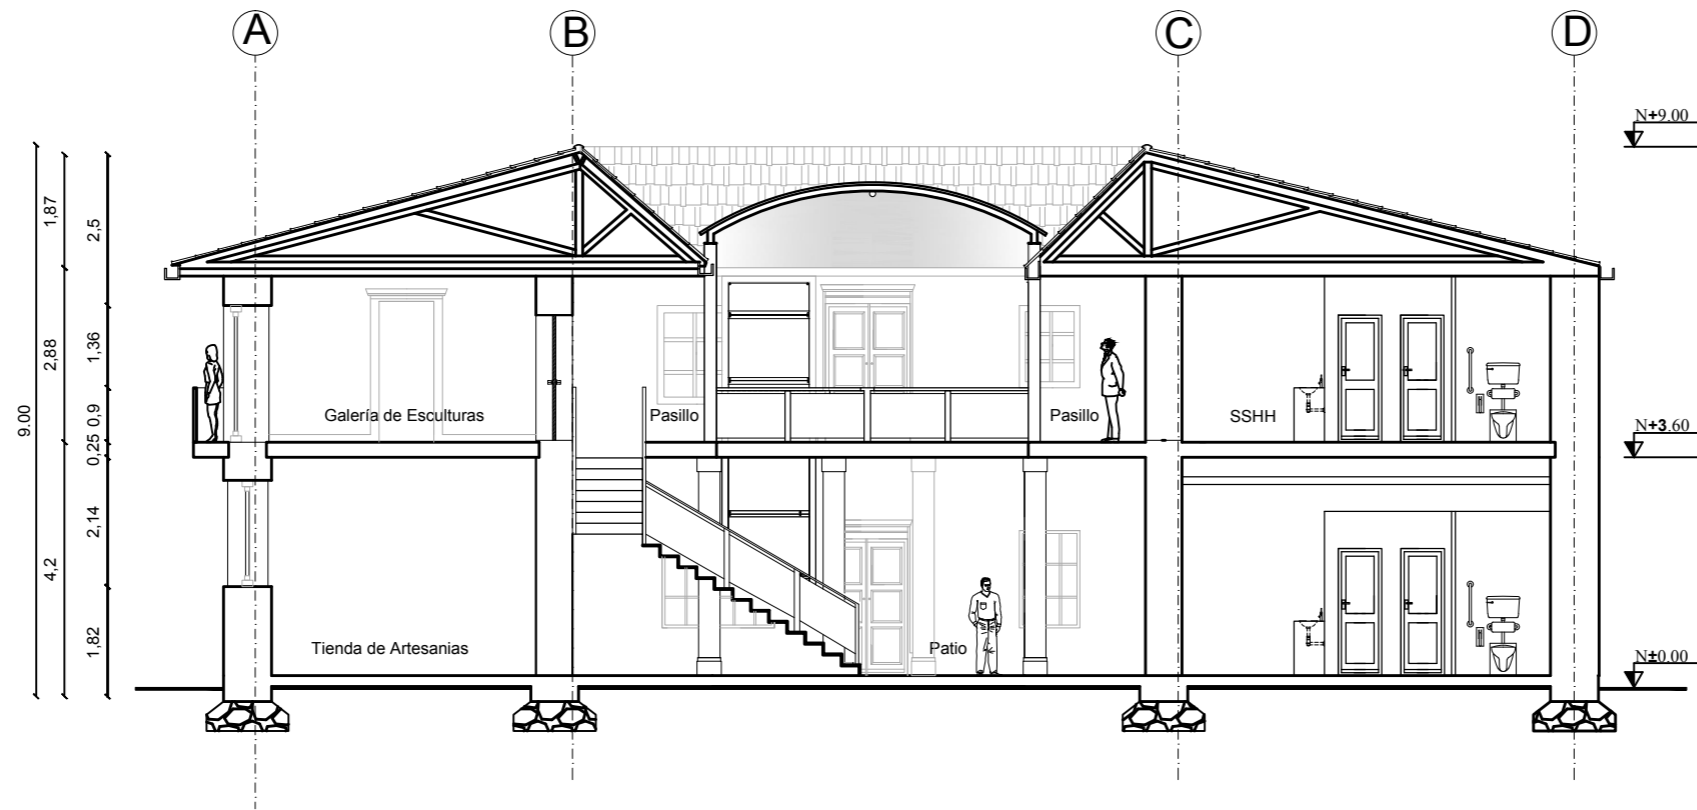 A
B
C
D
N+9.00
1,87
2,5
2,88
1,36
9.00
0,9
Galería de Esculturas
Pasillo
Pasillo
SSHH
N+3.60
0,25
2,14
4,2
1,82
Tienda de Artesanias
Patio
N±0.00